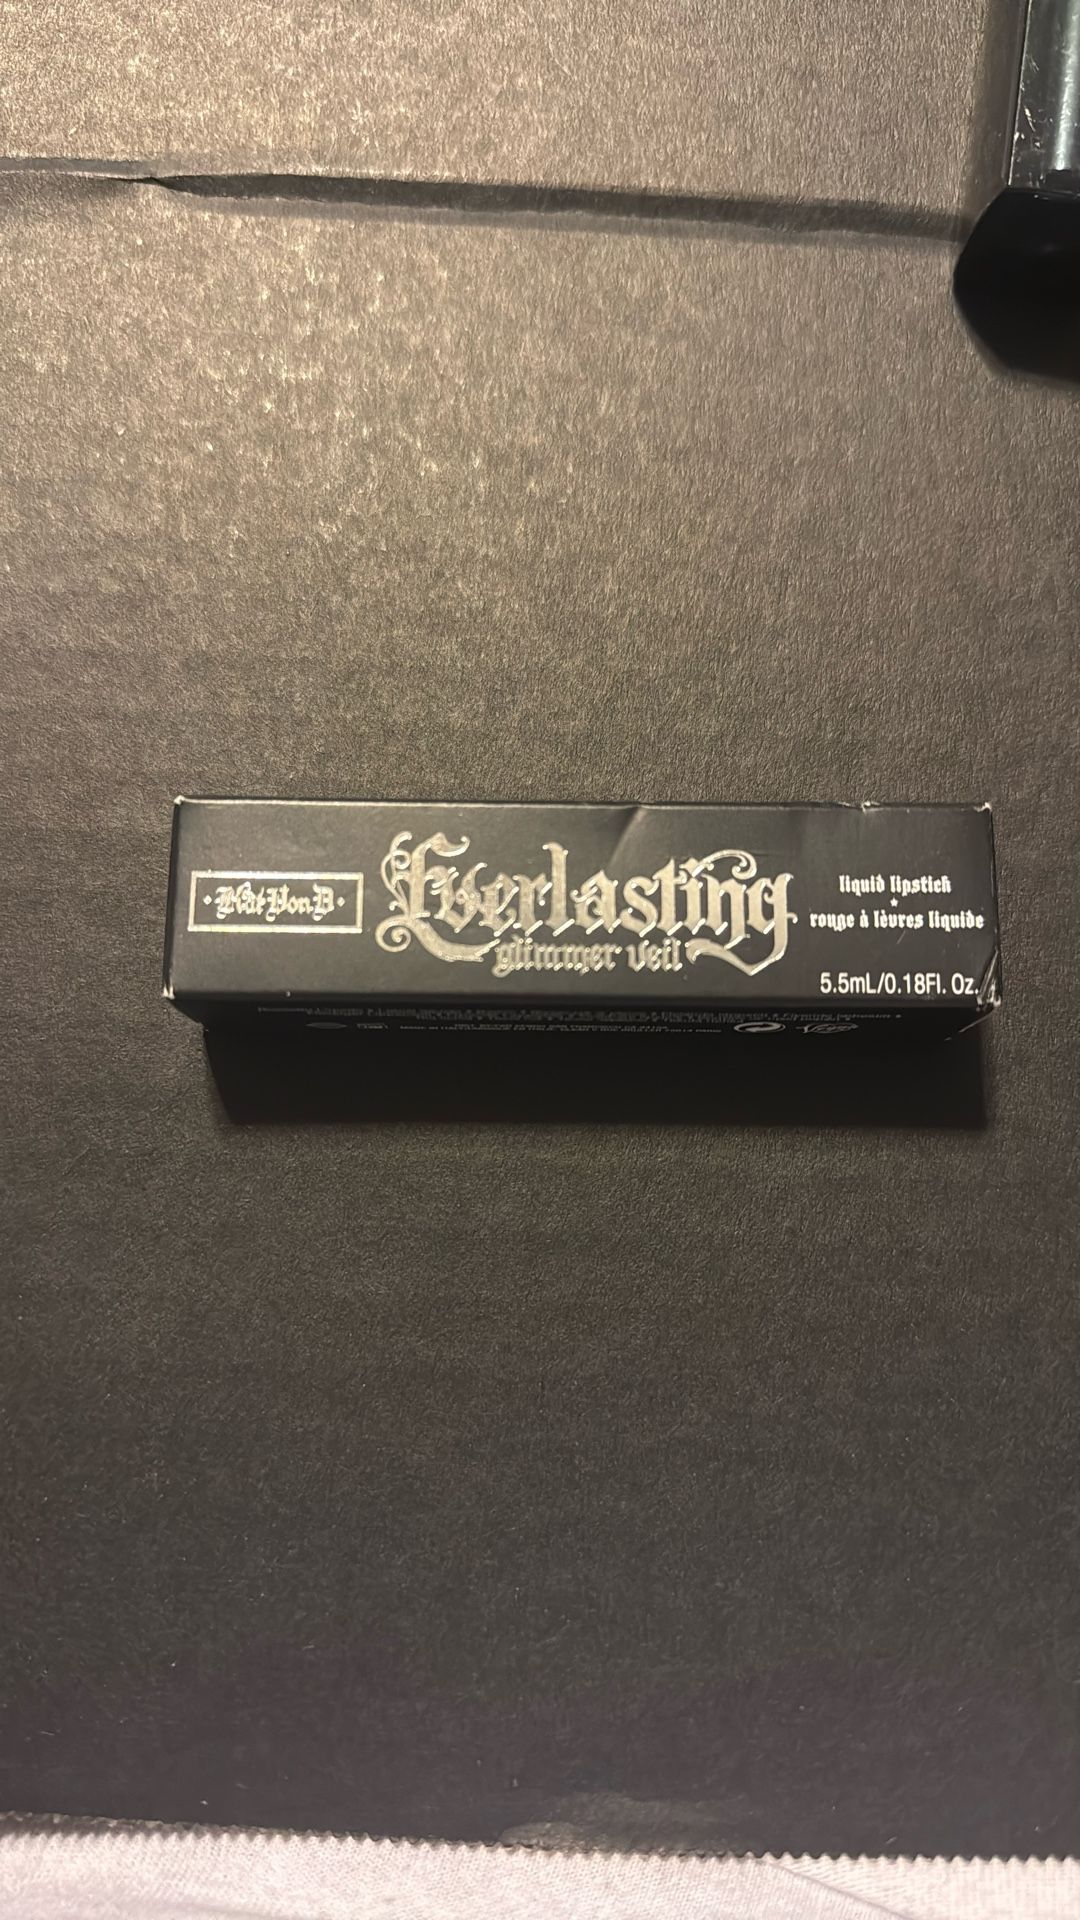 ·Kat Von D·
Everlasting
glimmer veil
liquid lipstick
rouge à lèvres liquide
5.5mL/0.18Fl. Oz.